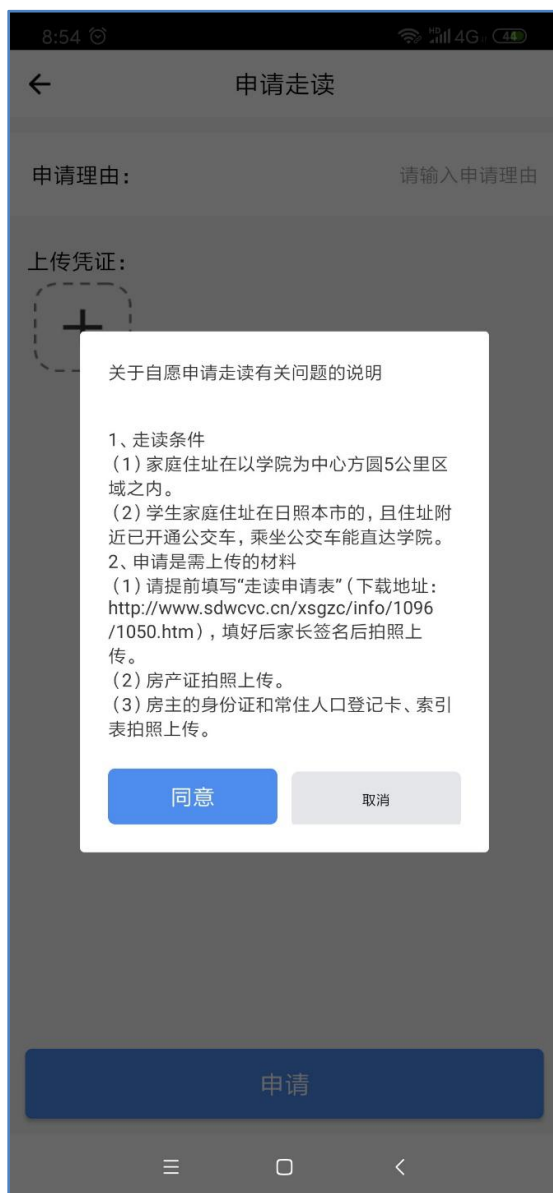 8:54
HD 4G 44
申请走读
申请理由:
请输入申请理由
上传凭证:
关于自愿申请走读有关问题的说明
1、走读条件
(1)家庭住址在以学院为中心方圆5公里区
域之内。
(2)学生家庭住址在日照本市的,且住址附
近已开通公交车,乘坐公交车能直达学院。
2、申请是需上传的材料
(1)请提前填写“走读申请表”(下载地址:
http://www.sdwcvc.cn/xsgzc/info/1096
/1050.htm),填好后家长签名后拍照上
传。
(2)房产证拍照上传。
(3)房主的身份证和常住人口登记卡、索引
表拍照上传。
同意
取消
申请